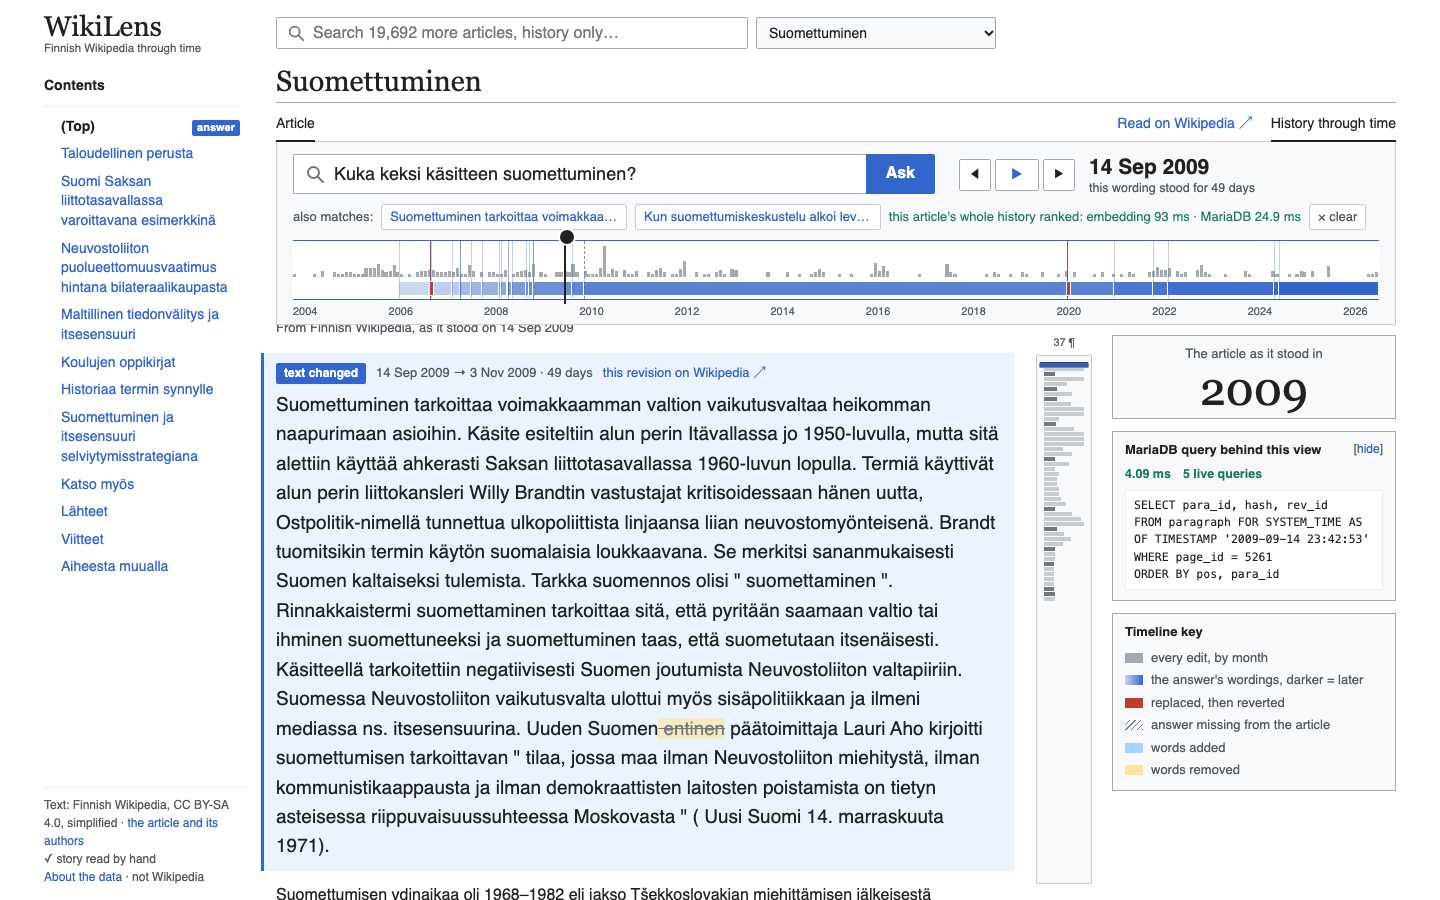 WikiLens
Finnish Wikipedia through time
Search 19,692 more articles, history only…
Suomettuminen
Contents
(Top)
answer
Taloudellinen perusta
Suomi Saksan
liittotasavallassa
varoittavana esimerkkinä
Neuvostoliiton
puolueettomuusvaatimus
hintana bilateraalikaupasta
Maltillinen tiedonvälitys ja
itsesensuuri
Koulujen oppikirjat
Historiaa termin synnylle
Suomettuminen ja
itsesensuuri
selviytymisstrategiana
Katso myös
Lähteet
Viitteet
Aiheesta muualla
Text: Finnish Wikipedia, CC BY-SA
4.0, simplified · the article and its
authors
✓ story read by hand
About the data · not Wikipedia
Suomettuminen
Article
Read on Wikipedia ↗
History through time
Kuka keksi käsitteen suomettuminen?
Ask
◀
▶
▶
14 Sep 2009
this wording stood for 49 days
also matches:
Suomettuminen tarkoittaa voimakkaa…
Kun suomettumiskeskustelu alkoi lev…
this article's whole history ranked: embedding 93 ms · MariaDB 24.9 ms
× clear
2004 2006 2008 2010 2012 2014 2016 2018 2020 2022 2024 2026
From Finnish Wikipedia, as it stood on 14 Sep 2009
text changed
14 Sep 2009 → 3 Nov 2009 · 49 days
this revision on Wikipedia ↗
Suomettuminen tarkoittaa voimakkaamman valtion vaikutusvaltaa heikomman
naapurimaan asioihin. Käsite esiteltiin alun perin Itävallassa jo 1950-luvulla, mutta sitä
alettiin käyttää ahkerasti Saksan liittotasavallassa 1960-luvun lopulla. Termiä käyttivät
alun perin liittokansleri Willy Brandtin vastustajat kritisoidessaan hänen uutta,
Ostpolitik-nimellä tunnettua ulkopoliittista linjaansa liian neuvostomyönteisenä. Brandt
tuomitsikin termin käytön suomalaisia loukkaavana. Se merkitsi sananmukaisesti
Suomen kaltaiseksi tulemista. Tarkka suomennos olisi " suomettaminen ".
Rinnakkaistermi suomettaminen tarkoittaa sitä, että pyritään saamaan valtio tai
ihminen suomettuneeksi ja suomettuminen taas, että suometutaan itsenäisesti.
Käsitteellä tarkoitettiin negatiivisesti Suomen joutumista Neuvostoliiton valtapiiriin.
Suomessa Neuvostoliiton vaikutusvalta ulottui myös sisäpolitiikkaan ja ilmeni
mediassa ns. itsesensuurina. Uuden Suomen entinen päätoimittaja Lauri Aho kirjoitti
suomettumisen tarkoittavan " tilaa, jossa maa ilman Neuvostoliiton miehitystä, ilman
kommunistikaappausta ja ilman demokraattisten laitosten poistamista on tietyn
asteisessa riippuvaisuussuhteessa Moskovasta " ( Uusi Suomi 14. marraskuuta
1971).
Suomettumisen ydinaikaa oli 1968–1982 eli jakso Tšekkoslovakian miehittämisen jälkeisestä
37 ¶
The article as it stood in
2009
MariaDB query behind this view
[hide]
4.09 ms 5 live queries
SELECT para_id, hash, rev_id
FROM paragraph FOR SYSTEM_TIME AS
OF TIMESTAMP '2009-09-14 23:42:53'
WHERE page_id = 5261
ORDER BY pos, para_id
Timeline key
every edit, by month
the answer's wordings, darker = later
replaced, then reverted
answer missing from the article
words added
words removed